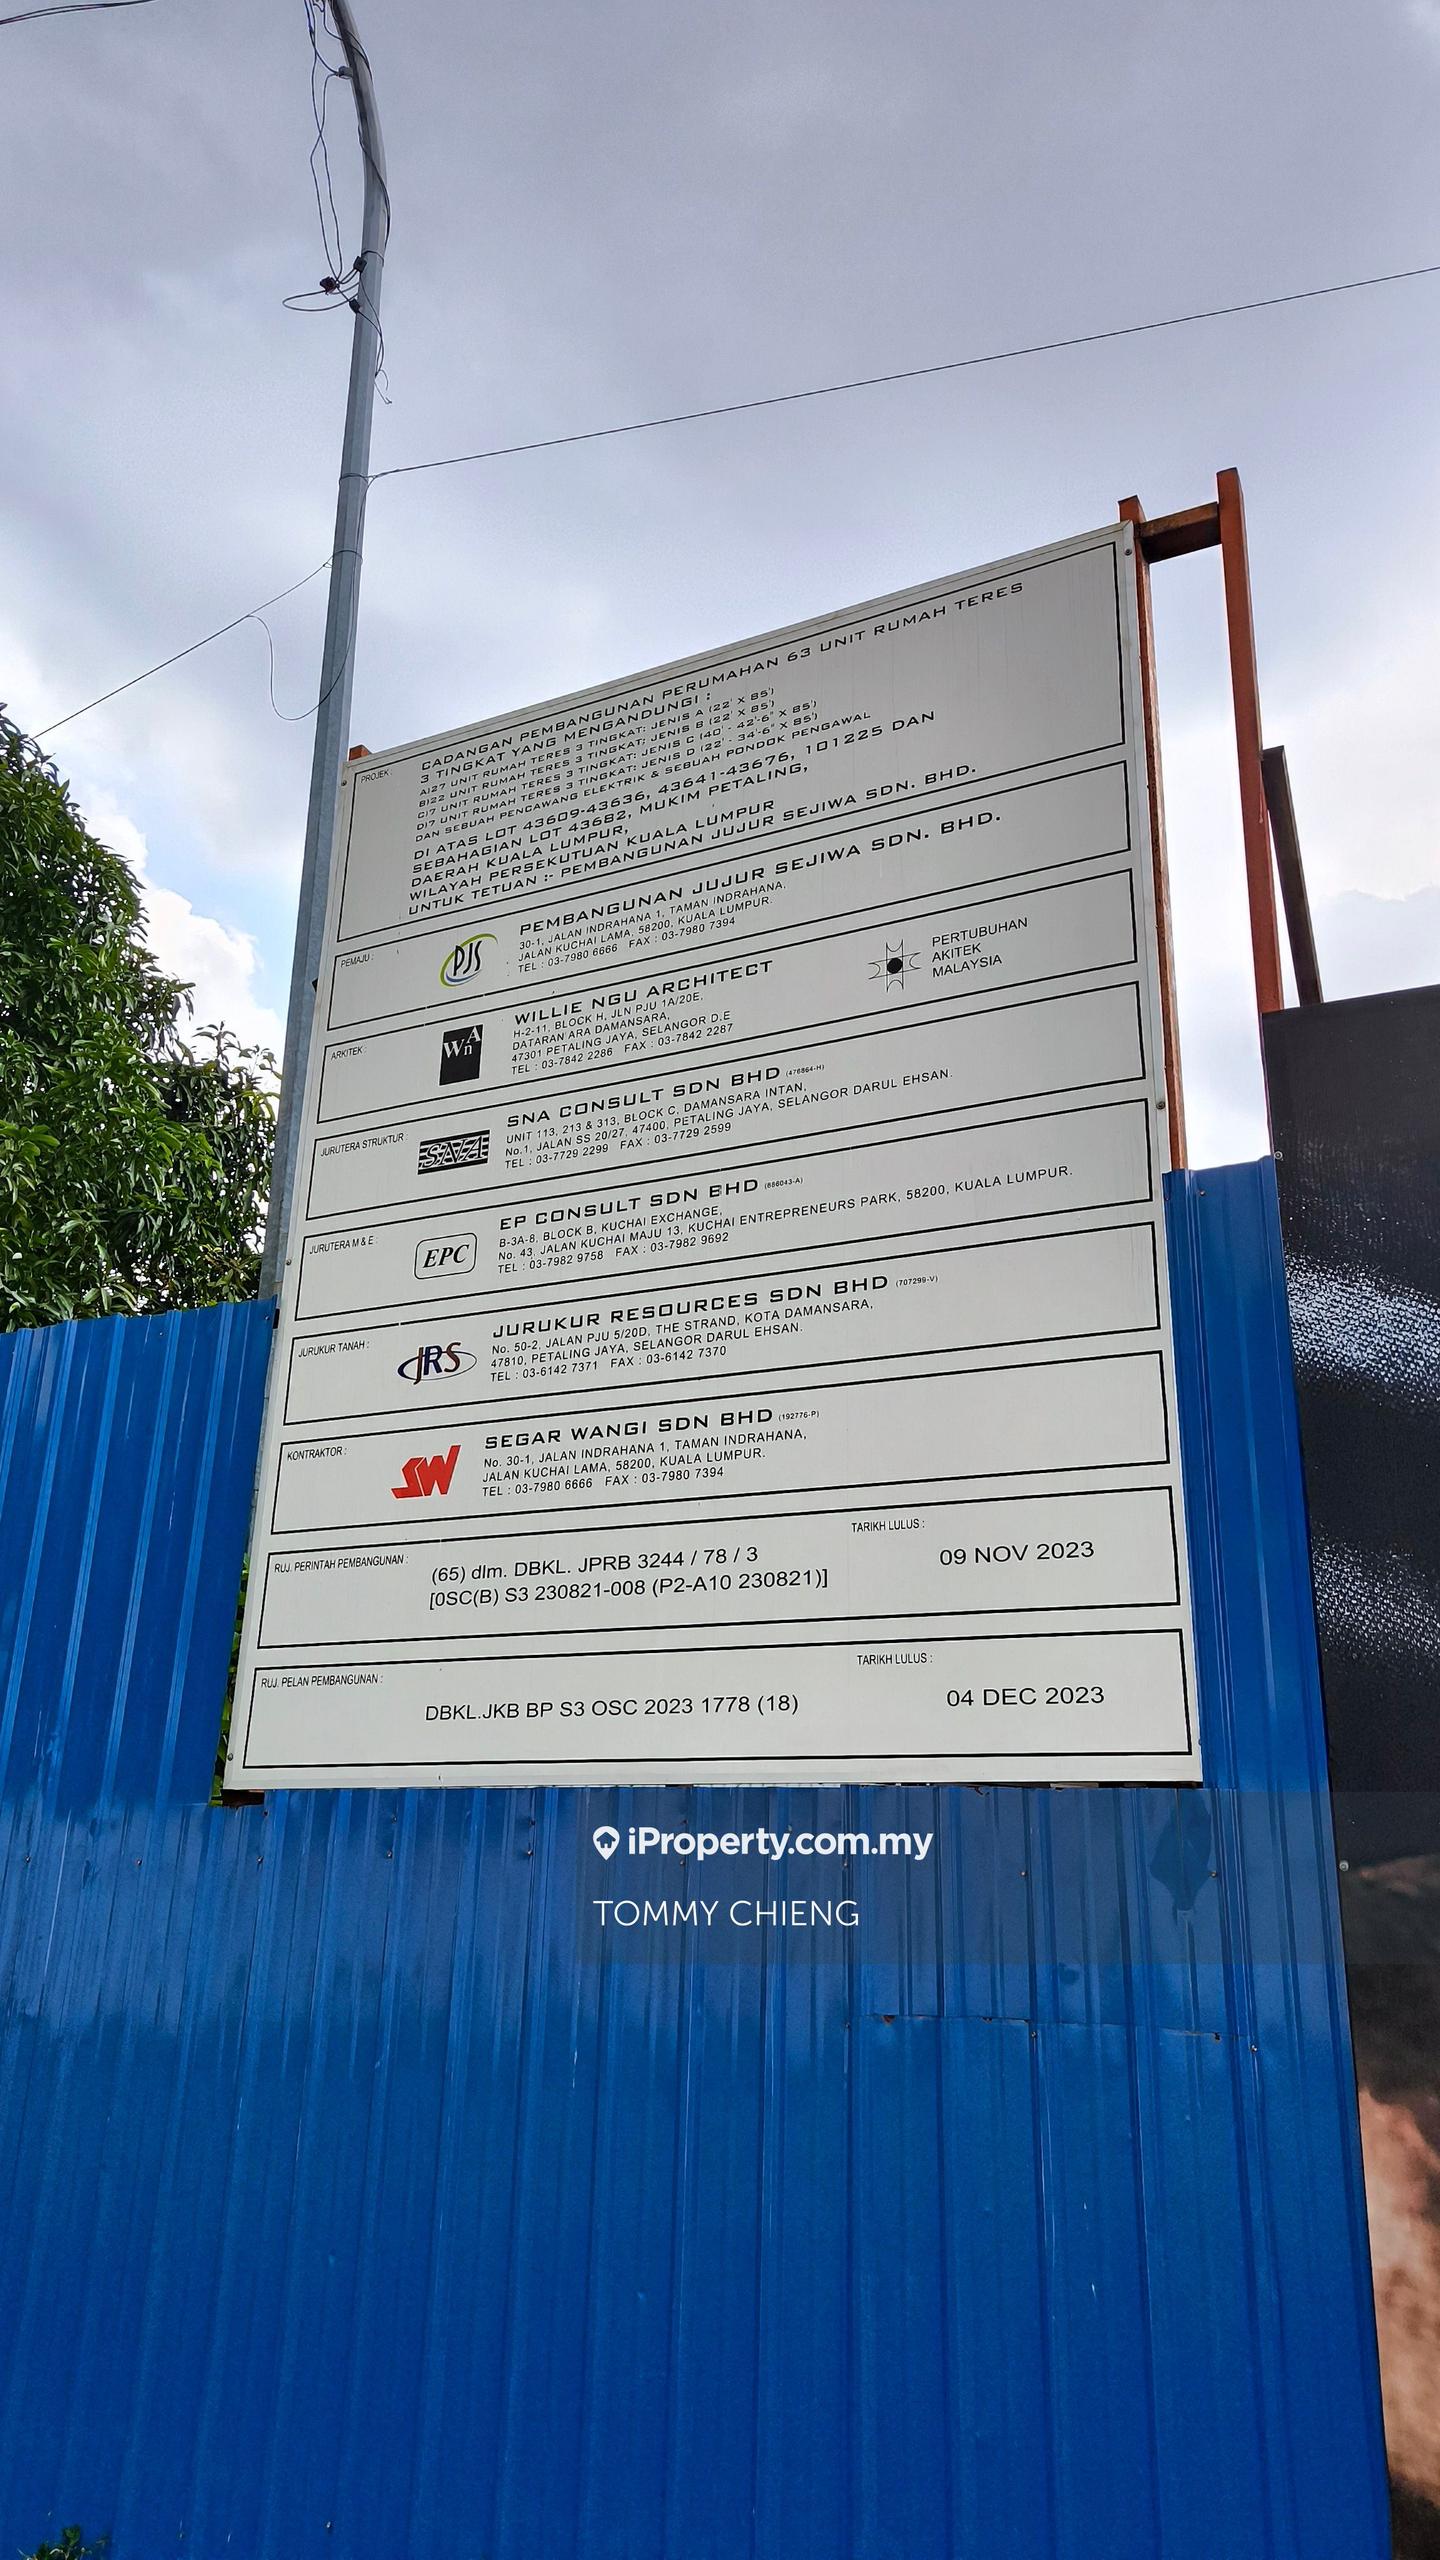 PROJEK :
CADANGAN PEMBANGUNAN PERUMAHAN 63 UNIT RUMAH TERES
3 TINGKAT YANG MENGANDUNGI :
A)27 UNIT RUMAH TERES 3 TINGKAT: JENIS A (22' X 85')
B)22 UNIT RUMAH TERES 3 TINGKAT: JENIS B (22' X 85')
C)7 UNIT RUMAH TERES 3 TINGKAT: JENIS C (40' - 42'-6" X 85')
D)7 UNIT RUMAH TERES 3 TINGKAT: JENIS D (22' - 34'-6" X 85')
DAN SEBUAH PENCAWANG ELEKTRIK & SEBUAH PONDOK PENGAWAL
DI ATAS LOT 43609-43636, 43641-43676, 101225 DAN
SEBAHAGIAN LOT 43682, MUKIM PETALING,
DAERAH KUALA LUMPUR,
WILAYAH PERSEKUTUAN KUALA LUMPUR
UNTUK TETUAN :- PEMBANGUNAN JUJUR SEJIWA SDN. BHD.
PEMAJU :
PJS
PEMBANGUNAN JUJUR SEJIWA SDN. BHD.
30-1, JALAN INDRAHANA 1, TAMAN INDRAHANA,
JALAN KUCHAI LAMA, 58200, KUALA LUMPUR.
TEL : 03-7980 6666 FAX : 03-7980 7394
ARKITEK :
WnA
WILLIE NGU ARCHITECT
H-2-11, BLOCK H, JLN PJU 1A/20E,
DATARAN ARA DAMANSARA,
47301 PETALING JAYA, SELANGOR D.E
TEL : 03-7842 2286 FAX : 03-7842 2287
PERTUBUHAN
AKITEK
MALAYSIA
JURUTERA STRUKTUR :
SNA
SNA CONSULT SDN BHD (476864-H)
UNIT 113, 213 & 313, BLOCK C, DAMANSARA INTAN,
No.1, JALAN SS 20/27, 47400, PETALING JAYA, SELANGOR DARUL EHSAN.
TEL : 03-7729 2299 FAX : 03-7729 2599
JURUTERA M & E :
EPC
EP CONSULT SDN BHD (686043-A)
B-3A-8, BLOCK B, KUCHAI EXCHANGE,
No. 43, JALAN KUCHAI MAJU 13, KUCHAI ENTREPRENEURS PARK, 58200, KUALA LUMPUR.
TEL : 03-7982 9758 FAX : 03-7982 9692
JURUKUR TANAH :
JRS
JURUKUR RESOURCES SDN BHD (707299-V)
No. 50-2, JALAN PJU 5/20D, THE STRAND, KOTA DAMANSARA,
47810, PETALING JAYA, SELANGOR DARUL EHSAN.
TEL : 03-6142 7371 FAX : 03-6142 7370
KONTRAKTOR :
SW
SEGAR WANGI SDN BHD (192776-P)
No. 30-1, JALAN INDRAHANA 1, TAMAN INDRAHANA,
JALAN KUCHAI LAMA, 58200, KUALA LUMPUR.
TEL : 03-7980 6666 FAX : 03-7980 7394
RUJ. PERINTAH PEMBANGUNAN :
(65) dlm. DBKL. JPRB 3244 / 78 / 3
[0SC(B) S3 230821-008 (P2-A10 230821)]
TARIKH LULUS :
09 NOV 2023
RUJ. PELAN PEMBANGUNAN :
DBKL.JKB BP S3 OSC 2023 1778 (18)
TARIKH LULUS :
04 DEC 2023
iProperty.com.my
TOMMY CHIENG